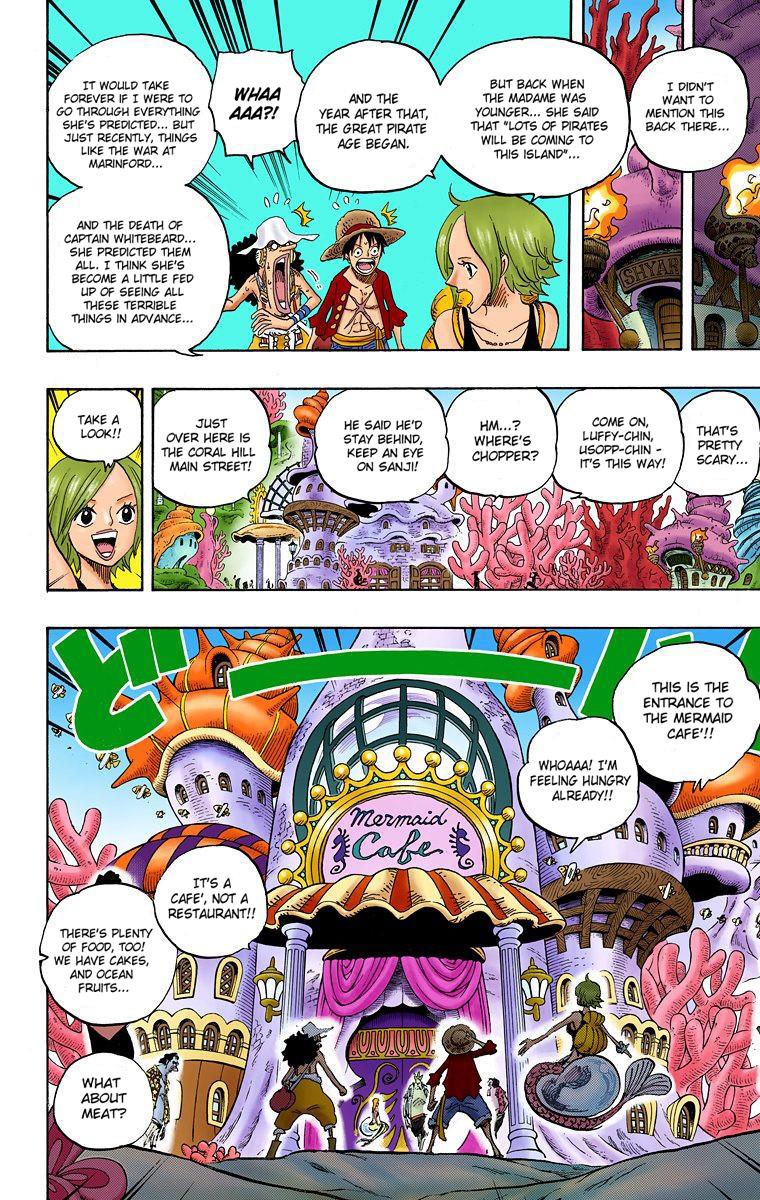 I DIDN'T
WANT TO
MENTION THIS
BACK THERE...
SHYAR
BUT BACK WHEN
THE MADAME WAS
YOUNGER... SHE SAID
THAT "LOTS OF PIRATES
WILL BE COMING TO
THIS ISLAND"...
AND THE
YEAR AFTER THAT,
THE GREAT PIRATE
AGE BEGAN.
WHAA
AAA?!
IT WOULD TAKE
FOREVER IF I WERE TO
GO THROUGH EVERYTHING
SHE'S PREDICTED... BUT
JUST RECENTLY, THINGS
LIKE THE WAR AT
MARINFORD...
AND THE DEATH OF
CAPTAIN WHITEBEARD...
SHE PREDICTED THEM
ALL. I THINK SHE'S
BECOME A LITTLE FED
UP OF SEEING ALL
THESE TERRIBLE
THINGS IN ADVANCE...
THAT'S
PRETTY
SCARY...
COME ON,
LUFFY-CHIN,
USOPP-CHIN -
IT'S THIS WAY!
HM...?
WHERE'S
CHOPPER?
HE SAID HE'D
STAY BEHIND,
KEEP AN EYE
ON SANJI!
JUST
OVER HERE IS
THE CORAL HILL
MAIN STREET!
TAKE A
LOOK!!
ドーン
THIS IS THE
ENTRANCE TO
THE MERMAID
CAFE'!!
WHOAAA! I'M
FEELING HUNGRY
ALREADY!!
Mermaid
Cafe
IT'S A
CAFE', NOT A
RESTAURANT!!
THERE'S PLENTY
OF FOOD, TOO!
WE HAVE CAKES,
AND OCEAN
FRUITS...
WHAT
ABOUT
MEAT?